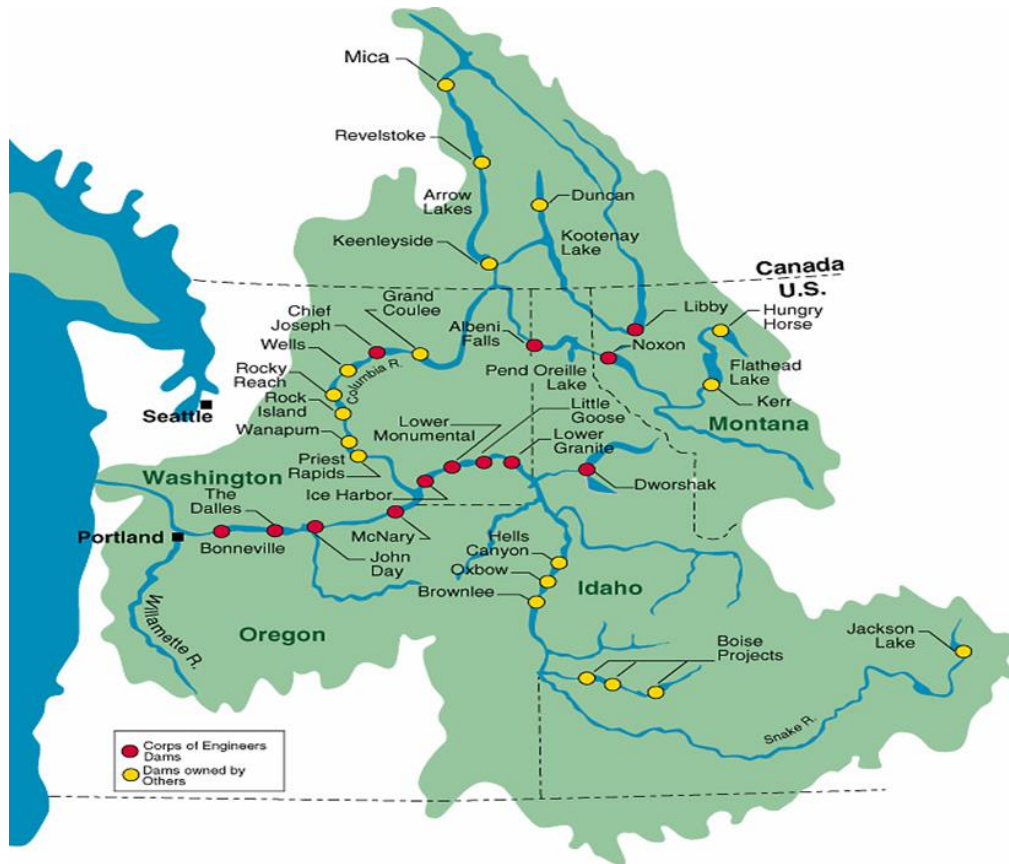 Mica
Revelstoke
Arrow
Lakes
Duncan
Keenleyside
Kootenay
Lake
Canada
U.S.
Chief
Joseph
Grand
Coulee
Albeni
Falls
Libby
Hungry
Horse
Wells
Noxon
Rocky
Reach
Columbia R.
Pend Oreille
Lake
Flathead
Lake
Rock
Island
Kerr
Seattle
Little
Goose
Lower
Monumental
Montana
Wanapum
Lower
Granite
Priest
Rapids
Washington
Ice Harbor
Dworshak
The
Dalles
Portland
Bonneville
McNary
John
Day
Hells
Canyon
Oxbow
Brownlee
Idaho
Willamette R.
Oregon
Boise
Projects
Jackson
Lake
Snake R.
Corps of Engineers
Dams
Dams owned by
Others